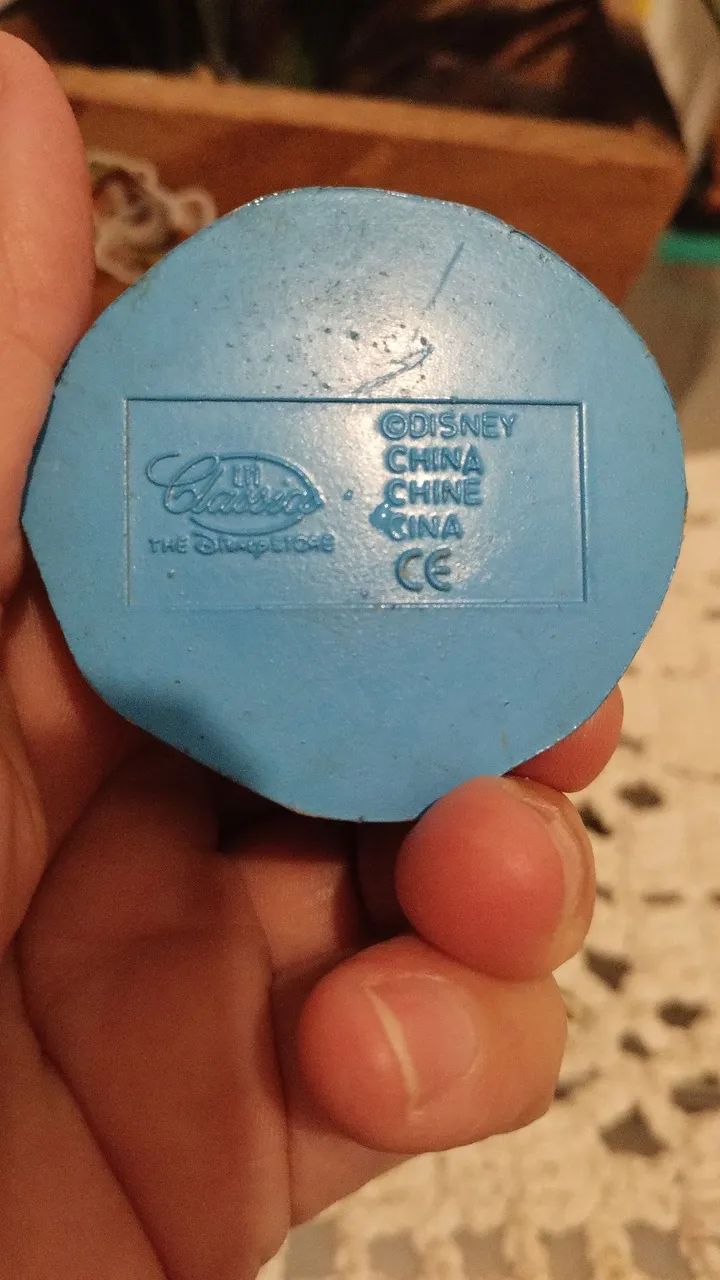 lil
Classics
THE DISNEY STORE
©DISNEY
CHINA
CHINE
CINA
CE